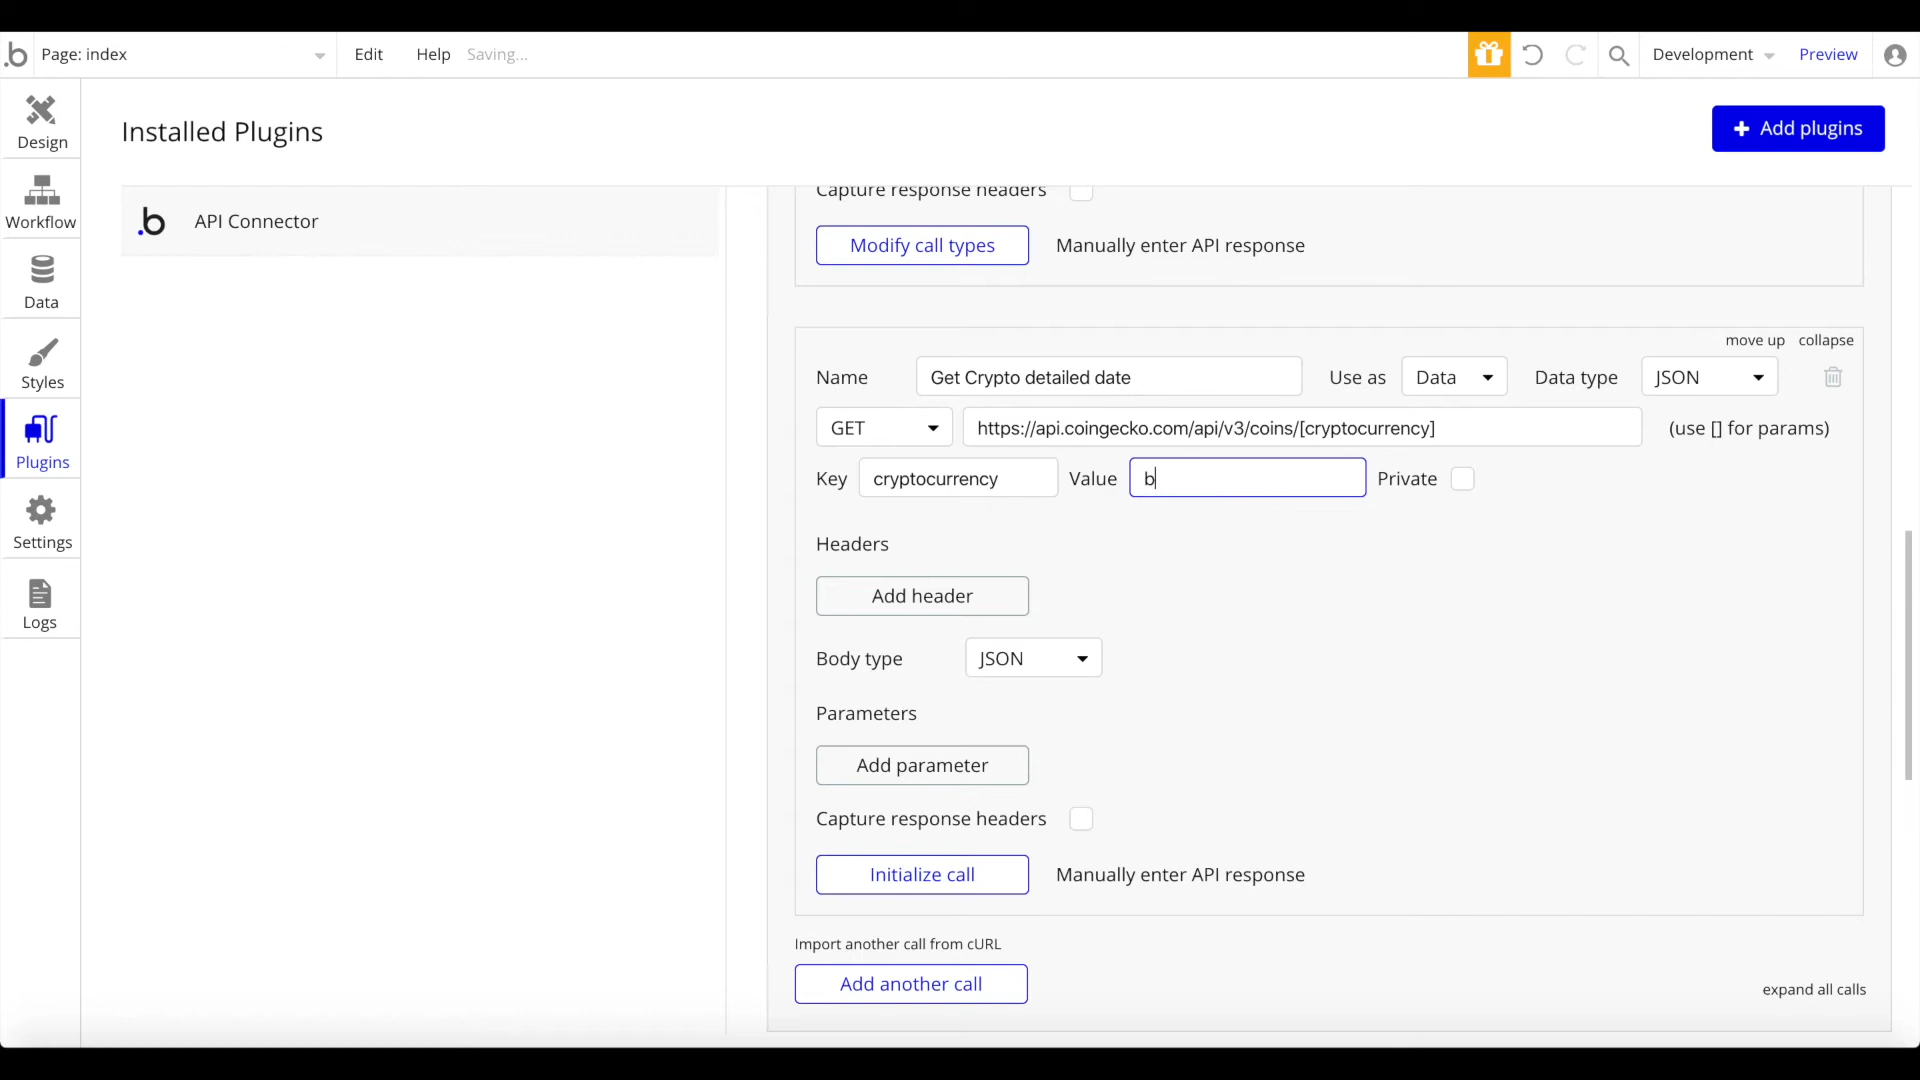 Page: index
Edit
Help
Saving...
Development
Preview
Design
Workflow
Data
Styles
Plugins
Settings
Logs
Installed Plugins
+ Add plugins
.b API Connector
Capture response headers
Modify call types
Manually enter API response
move up
collapse
Name
Get Crypto detailed date
Use as
Data
Data type
JSON
GET
https://api.coingecko.com/api/v3/coins/[cryptocurrency]
(use [] for params)
Key
cryptocurrency
Value
b
Private
Headers
Add header
Body type
JSON
Parameters
Add parameter
Capture response headers
Initialize call
Manually enter API response
Import another call from cURL
Add another call
expand all calls